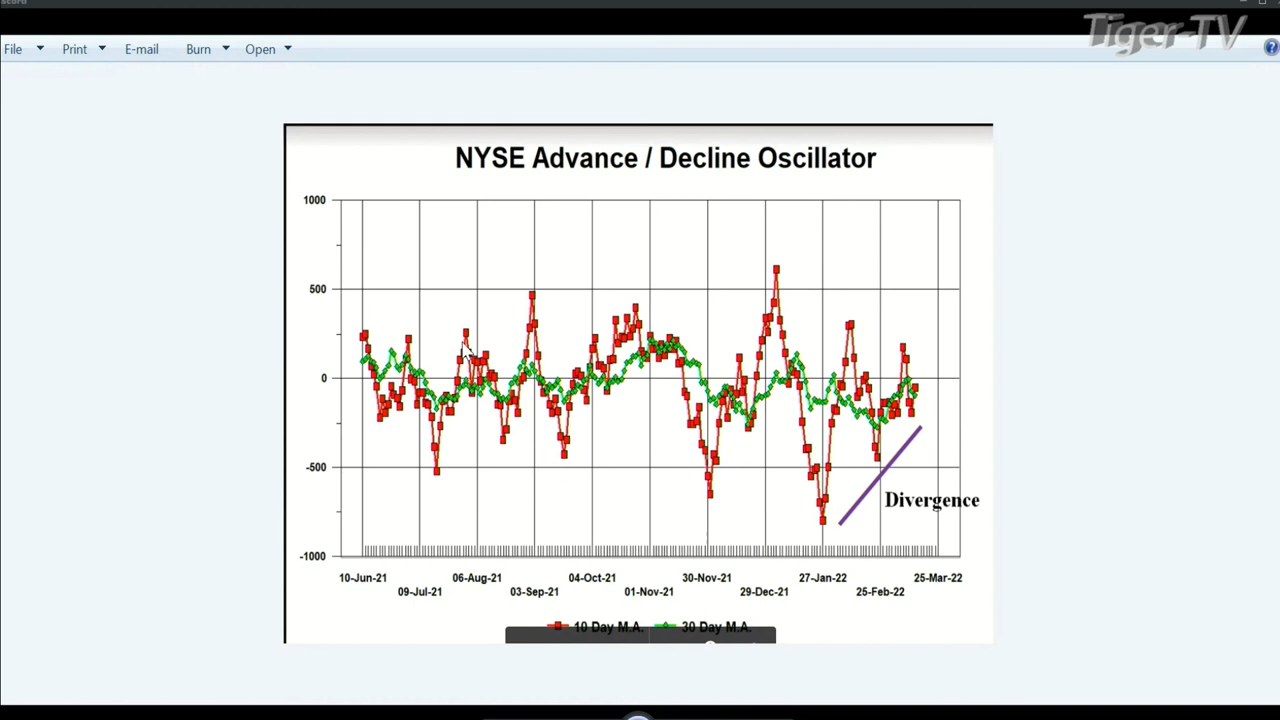 scord
Tiger-TV
File Print E-mail Burn Open
NYSE Advance / Decline Oscillator
1000
500
0
-500
-1000
Divergence
10-Jun-21 06-Aug-21 04-Oct-21 30-Nov-21 27-Jan-22 25-Mar-22
09-Jul-21 03-Sep-21 01-Nov-21 29-Dec-21 25-Feb-22
10 Day M.A. 30 Day M.A.